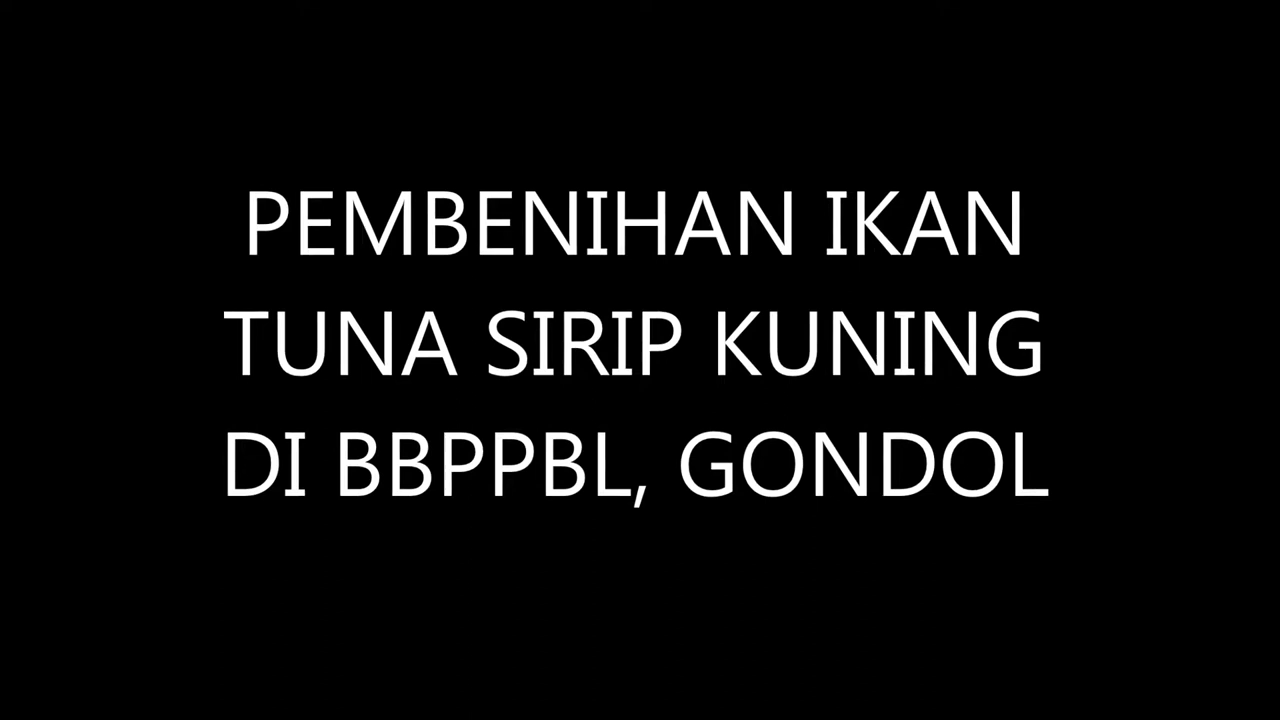 PEMBENIHAN IKAN
TUNA SIRIP KUNING
DI BBPPBL, GONDOL